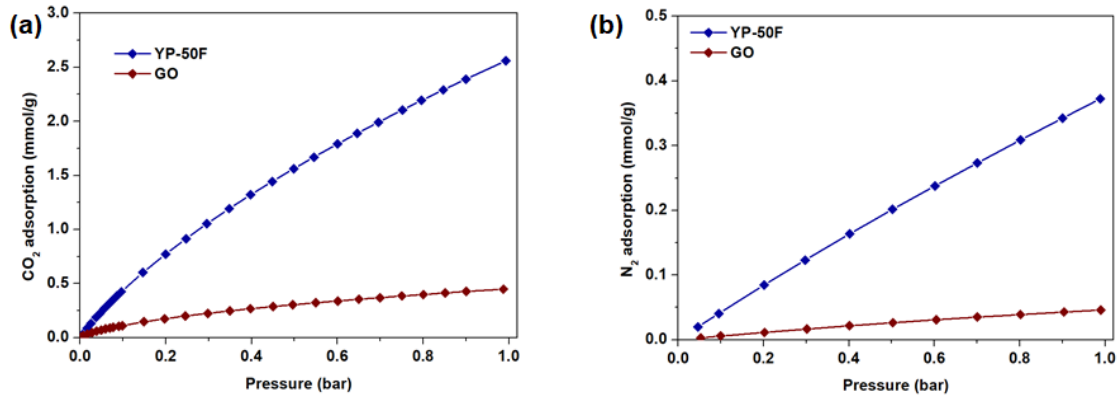 (a)
3.0
2.5
2.0
1.5
1.0
0.5
0.0
CO2 adsorption (mmol/g)
YP-50F
GO
0.0 0.2 0.4 0.6 0.8 1.0
Pressure (bar)
(b)
0.5
0.4
0.3
0.2
0.1
0.0
N2 adsorption (mmol/g)
YP-50F
GO
0.0 0.2 0.4 0.6 0.8 1.0
Pressure (bar)